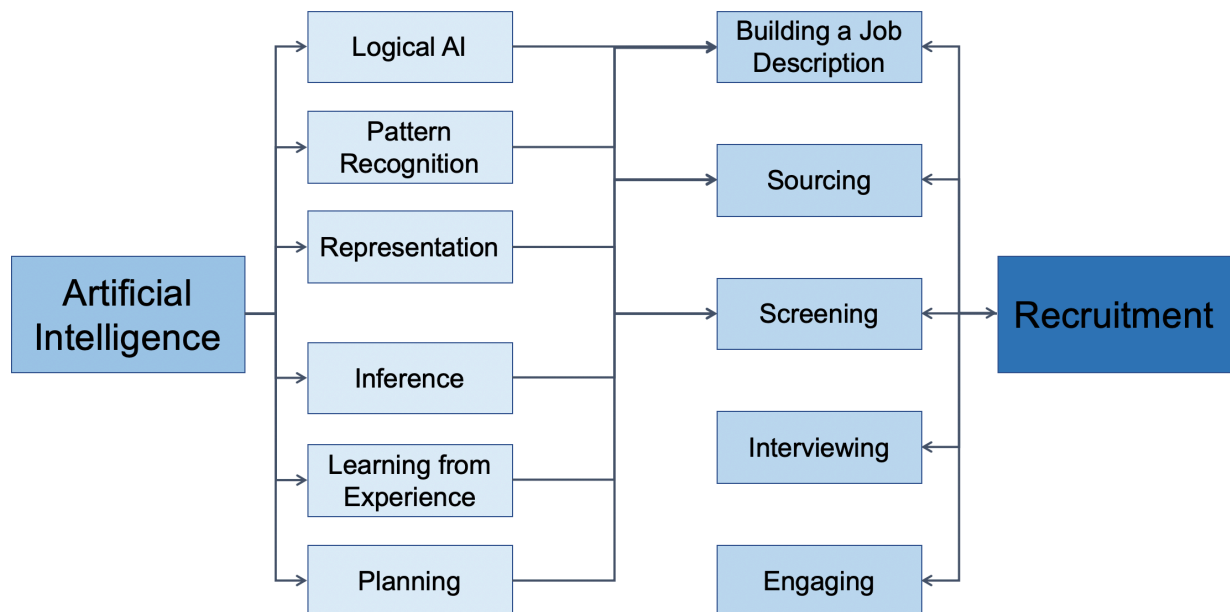 Artificial
Intelligence
Logical AI
Pattern
Recognition
Representation
Inference
Learning from
Experience
Planning
Building a Job
Description
Sourcing
Screening
Interviewing
Engaging
Recruitment